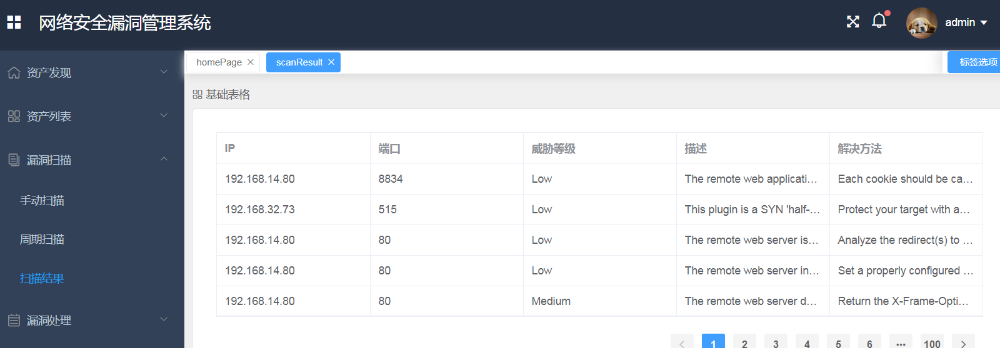 网络安全漏洞管理系统
admin
资产发现
资产列表
漏洞扫描
手动扫描
周期扫描
扫描结果
漏洞处理
homePage
scanResult
标签选项
基础表格
IP 端口 威胁等级 描述 解决方法
192.168.14.80 8834 Low The remote web applicati... Each cookie should be ca...
192.168.32.73 515 Low This plugin is a SYN 'half-... Protect your target with a...
192.168.14.80 80 Low The remote web server is... Analyze the redirect(s) to ...
192.168.14.80 80 Low The remote web server in... Set a properly configured ...
192.168.14.80 80 Medium The remote web server d... Return the X-Frame-Opti...
1 2 3 4 5 6 ... 100